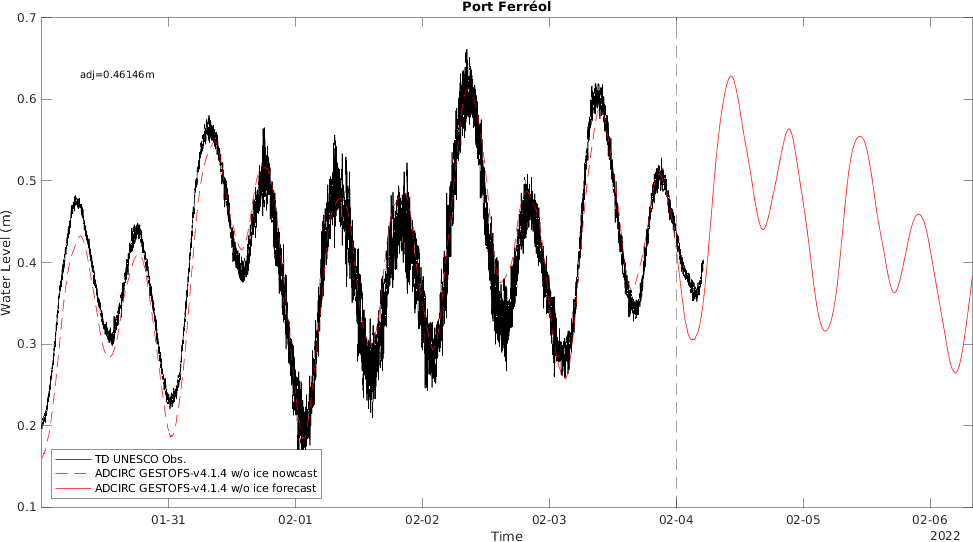 Port Ferréol
0.7
0.6
0.5
0.4
0.3
0.2
0.1
Water Level (m)
adj=0.46146m
TD UNESCO Obs.
ADCIRC GESTOFS-v4.1.4 w/o ice nowcast
ADCIRC GESTOFS-v4.1.4 w/o ice forecast
01-31 02-01 02-02 02-03 02-04 02-05 02-06
Time
2022